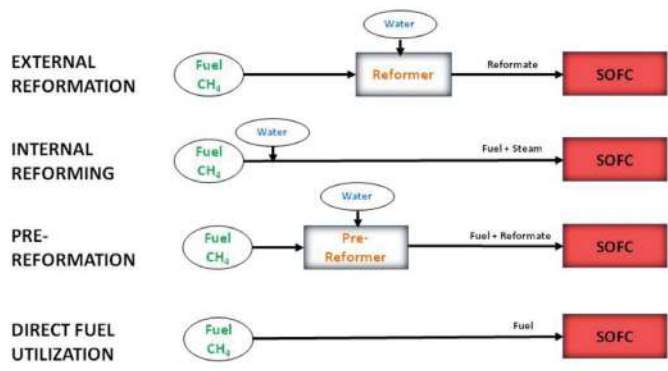 Water
EXTERNAL
REFORMATION
Fuel
CH₄
Reformer
Reformate
SOFC
Water
INTERNAL
REFORMING
Fuel
CH₄
Fuel + Steam
SOFC
Water
PRE-
REFORMATION
Fuel
CH₄
Pre-
Reformer
Fuel + Reformate
SOFC
DIRECT FUEL
UTILIZATION
Fuel
CH₄
Fuel
SOFC